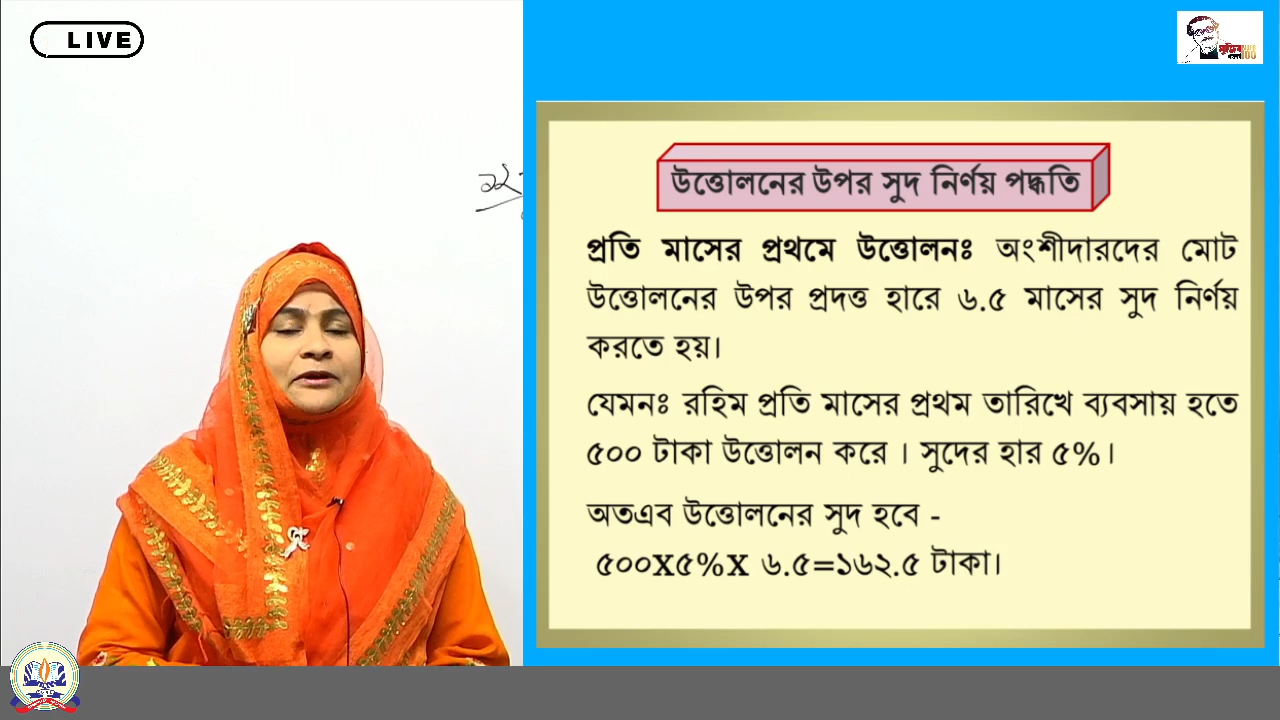 LIVE
১২
উত্তোলনের উপর সুদ নির্ণয় পদ্ধতি
প্রতি মাসের প্রথমে উত্তোলনঃ অংশীদারদের মোট
উত্তোলনের উপর প্রদত্ত হারে ৬.৫ মাসের সুদ নির্ণয়
করতে হয়।
যেমনঃ রহিম প্রতি মাসের প্রথম তারিখে ব্যবসায় হতে
৫০০ টাকা উত্তোলন করে । সুদের হার ৫%।
অতএব উত্তোলনের সুদ হবে -
৫০০X৫%X ৬.৫=১৬২.৫ টাকা।